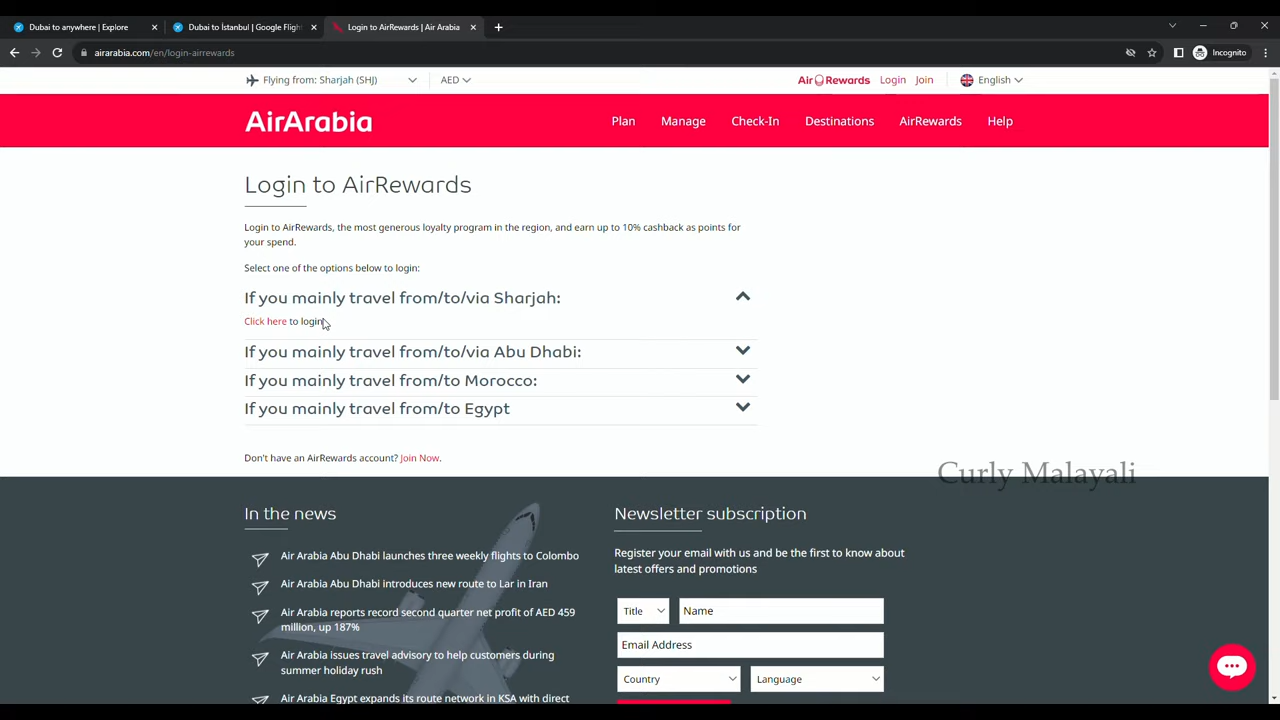 Dubai to anywhere | Explore
Dubai to İstanbul | Google Fligh
Login to AirRewards | Air Arabia
airarabia.com/en/login-airrewards
Incognito
Flying from: Sharjah (SHJ)
AED
Air Rewards
Login
Join
English
AirArabia
Plan
Manage
Check-In
Destinations
AirRewards
Help
Login to AirRewards
Login to AirRewards, the most generous loyalty program in the region, and earn up to 10% cashback as points for
your spend.
Select one of the options below to login:
If you mainly travel from/to/via Sharjah:
Click here to login
If you mainly travel from/to/via Abu Dhabi:
If you mainly travel from/to Morocco:
If you mainly travel from/to Egypt
Don't have an AirRewards account? Join Now.
Curly Malayali
In the news
Air Arabia Abu Dhabi launches three weekly flights to Colombo
Air Arabia Abu Dhabi introduces new route to Lar in Iran
Air Arabia reports record second quarter net profit of AED 459
million, up 187%
Air Arabia issues travel advisory to help customers during
summer holiday rush
Air Arabia Egypt expands its route network in KSA with direct
Newsletter subscription
Register your email with us and be the first to know about
latest offers and promotions
Title
Name
Email Address
Country
Language